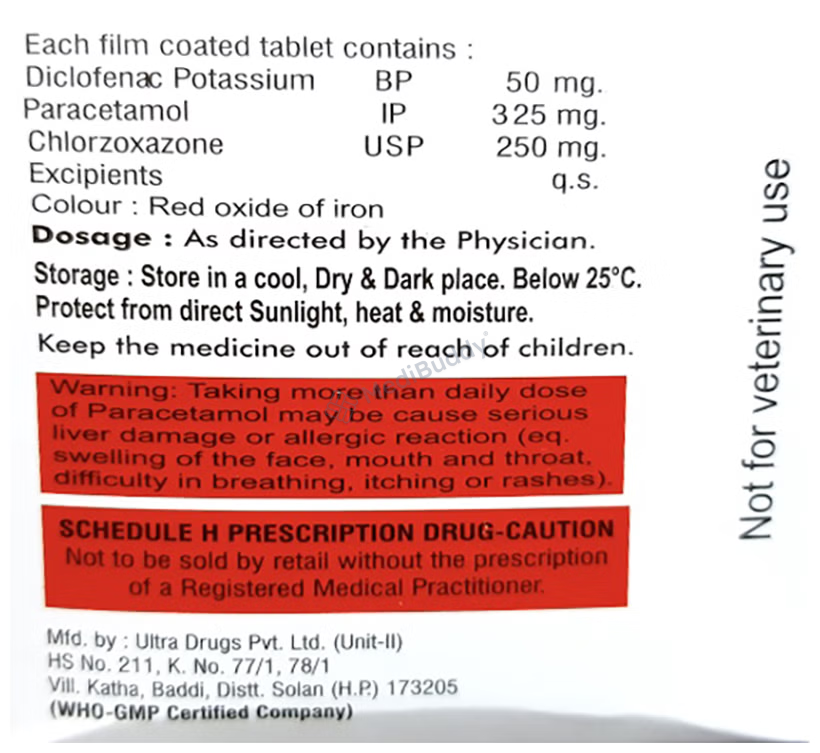 Each film coated tablet contains :
Diclofenac Potassium BP 50 mg.
Paracetamol IP 325 mg.
Chlorzoxazone USP 250 mg.
Excipients q.s.
Colour : Red oxide of iron
Dosage : As directed by the Physician.
Storage : Store in a cool, Dry & Dark place. Below 25°C.
Protect from direct Sunlight, heat & moisture.
Keep the medicine out of reach of children.
MediBuddy
Warning: Taking more than daily dose
of Paracetamol may be cause serious
liver damage or allergic reaction (eq.
swelling of the face, mouth and throat,
difficulty in breathing, itching or rashes).
SCHEDULE H PRESCRIPTION DRUG-CAUTION
Not to be sold by retail without the prescription
of a Registered Medical Practitioner.
Mfd. by : Ultra Drugs Pvt. Ltd. (Unit-II)
HS No. 211, K. No. 77/1, 78/1
Vill. Katha, Baddi, Distt. Solan (H.P.) 173205
(WHO-GMP Certified Company)
Not for veterinary use